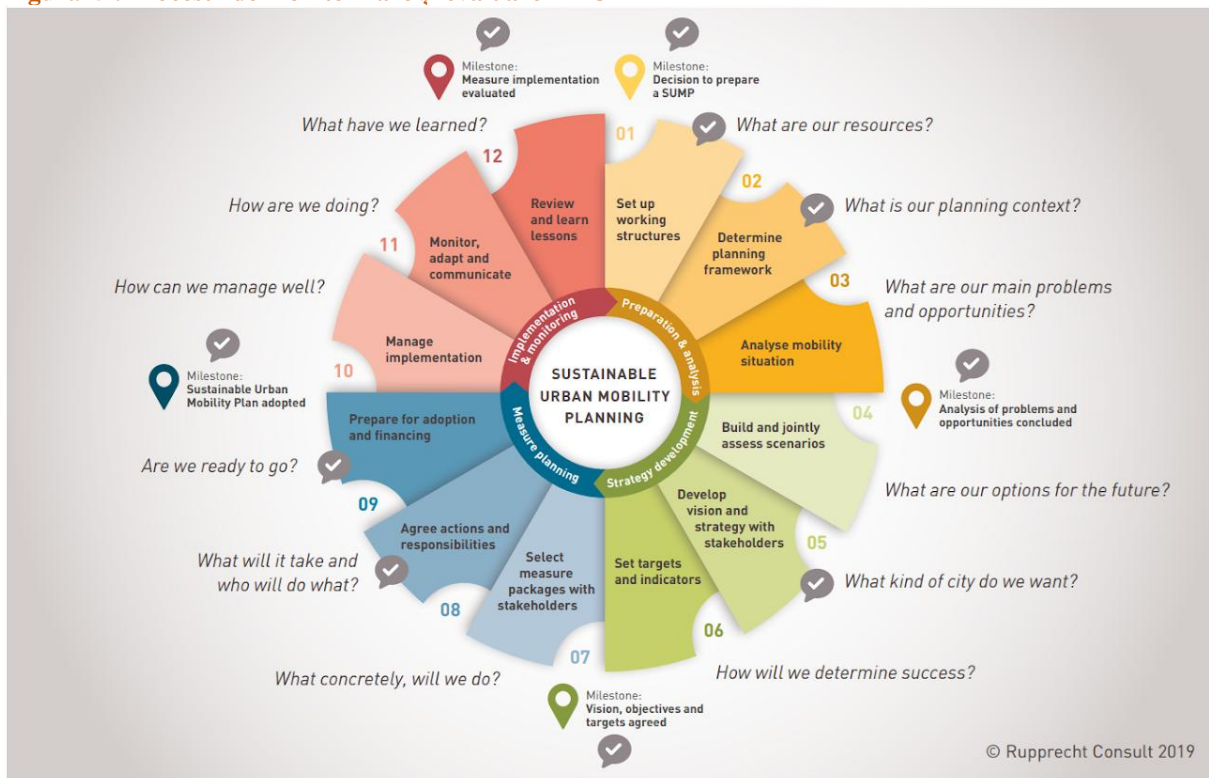 Milestone:
Measure implementation
evaluated
Milestone:
Decision to prepare
a SUMP
What have we learned?
What are our resources?
12
01
02
Review
and learn
lessons
Set up
working
structures
How are we doing?
What is our planning context?
11
Monitor,
adapt and
communicate
Determine
planning
framework
03
How can we manage well?
What are our main problems
and opportunities?
Manage
implementation
Analyse mobility
situation
10
Implementation
& monitoring
Preparation & analysis
SUSTAINABLE
URBAN MOBILITY
PLANNING
Measure planning
Strategy development
Milestone:
Sustainable Urban
Mobility Plan adopted
Milestone:
Analysis of problems and
opportunities concluded
04
Prepare for adoption
and financing
Build and jointly
assess scenarios
Are we ready to go?
What are our options for the future?
09
Agree actions and
responsibilities
Develop
vision and
strategy with
stakeholders
05
What will it take and
who will do what?
What kind of city do we want?
08
Select
measure
packages with
stakeholders
Set targets
and indicators
06
07
What concretely, will we do?
How will we determine success?
Milestone:
Vision, objectives and
targets agreed
© Rupprecht Consult 2019